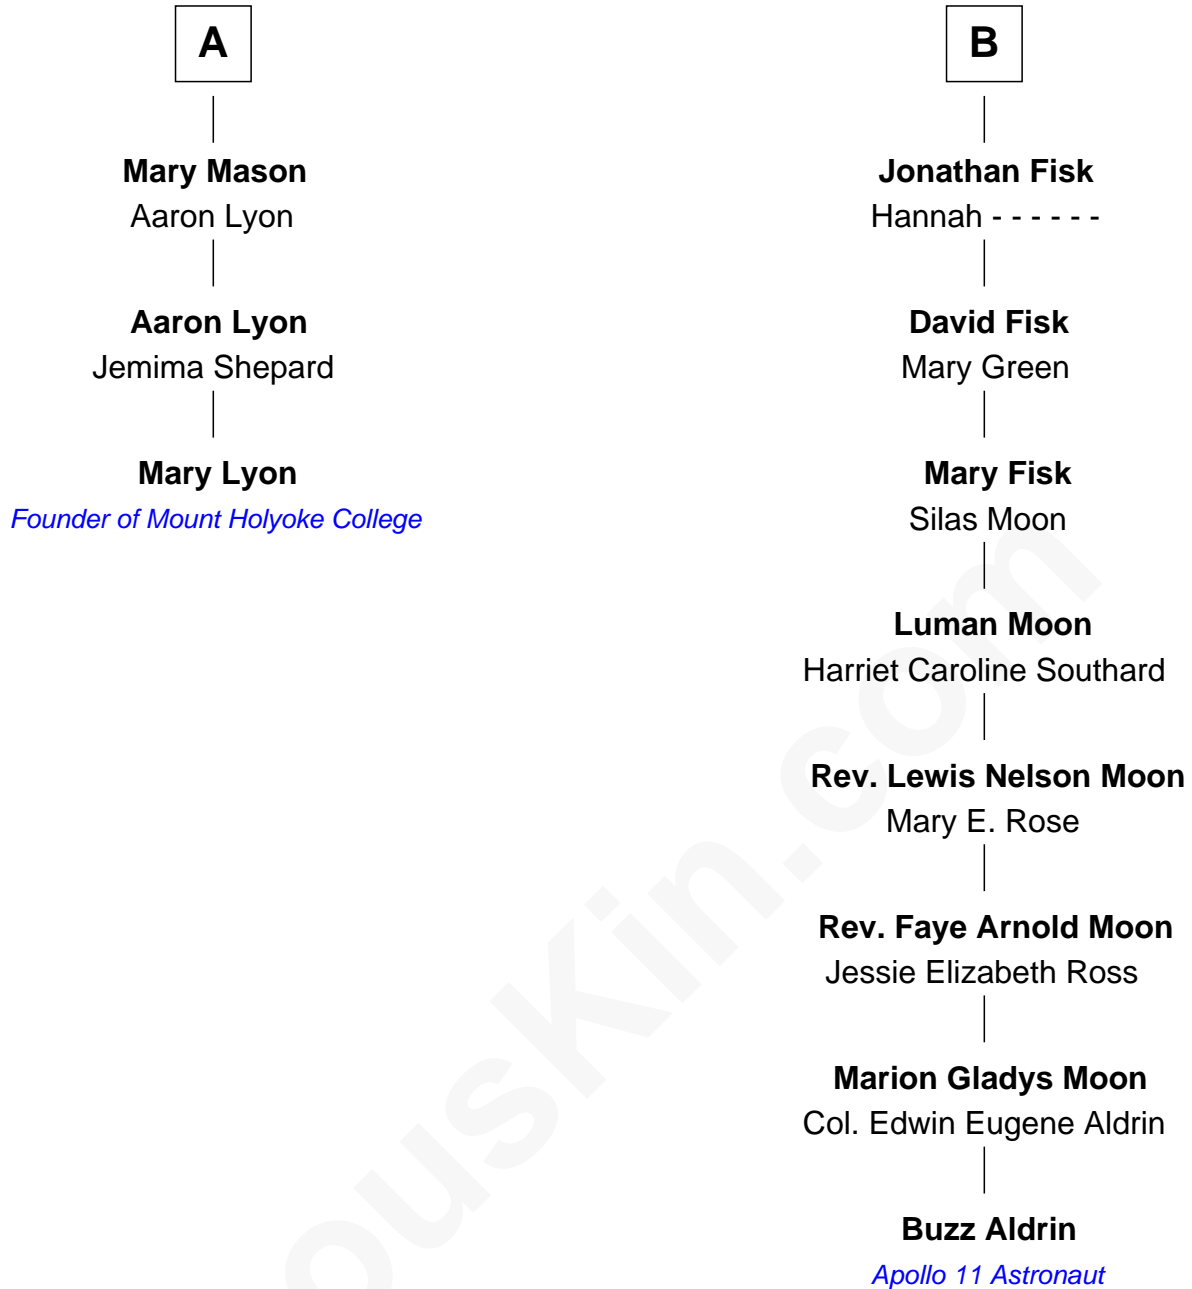 A
Mary Mason
Aaron Lyon
Aaron Lyon
Jemima Shepard
Mary Lyon
Founder of Mount Holyoke College
B
Jonathan Fisk
Hannah - - - - - -
David Fisk
Mary Green
Mary Fisk
Silas Moon
Luman Moon
Harriet Caroline Southard
Rev. Lewis Nelson Moon
Mary E. Rose
Rev. Faye Arnold Moon
Jessie Elizabeth Ross
Marion Gladys Moon
Col. Edwin Eugene Aldrin
Buzz Aldrin
Apollo 11 Astronaut
ousKin.com